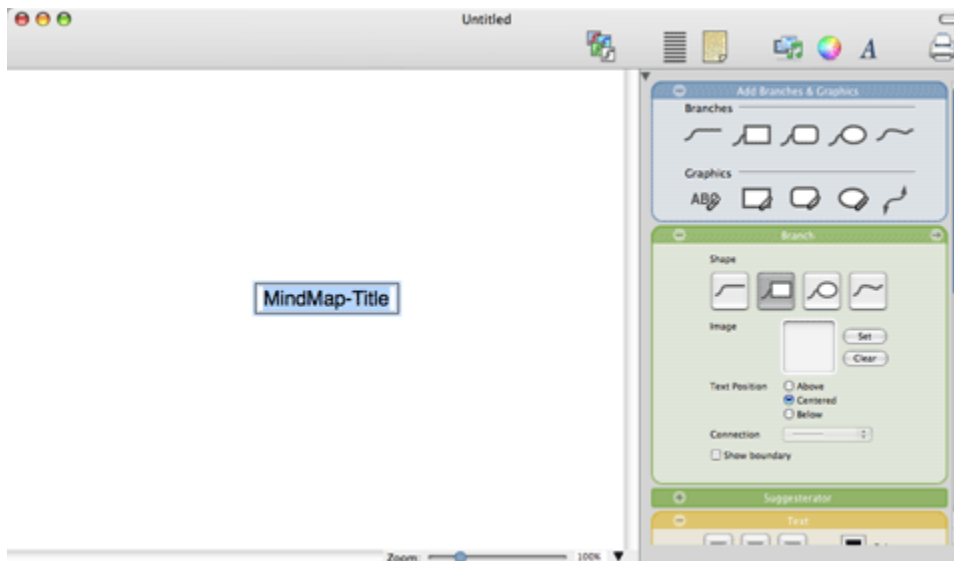 Untitled
A
Add Branches & Graphics
Branches
Graphics
ABC
Branch
Shape
MindMap-Title
Image
Set
Clear
Text Position
Above
Centered
Below
Connection
Show boundary
Suggesterator
Text
Zoom:
100%